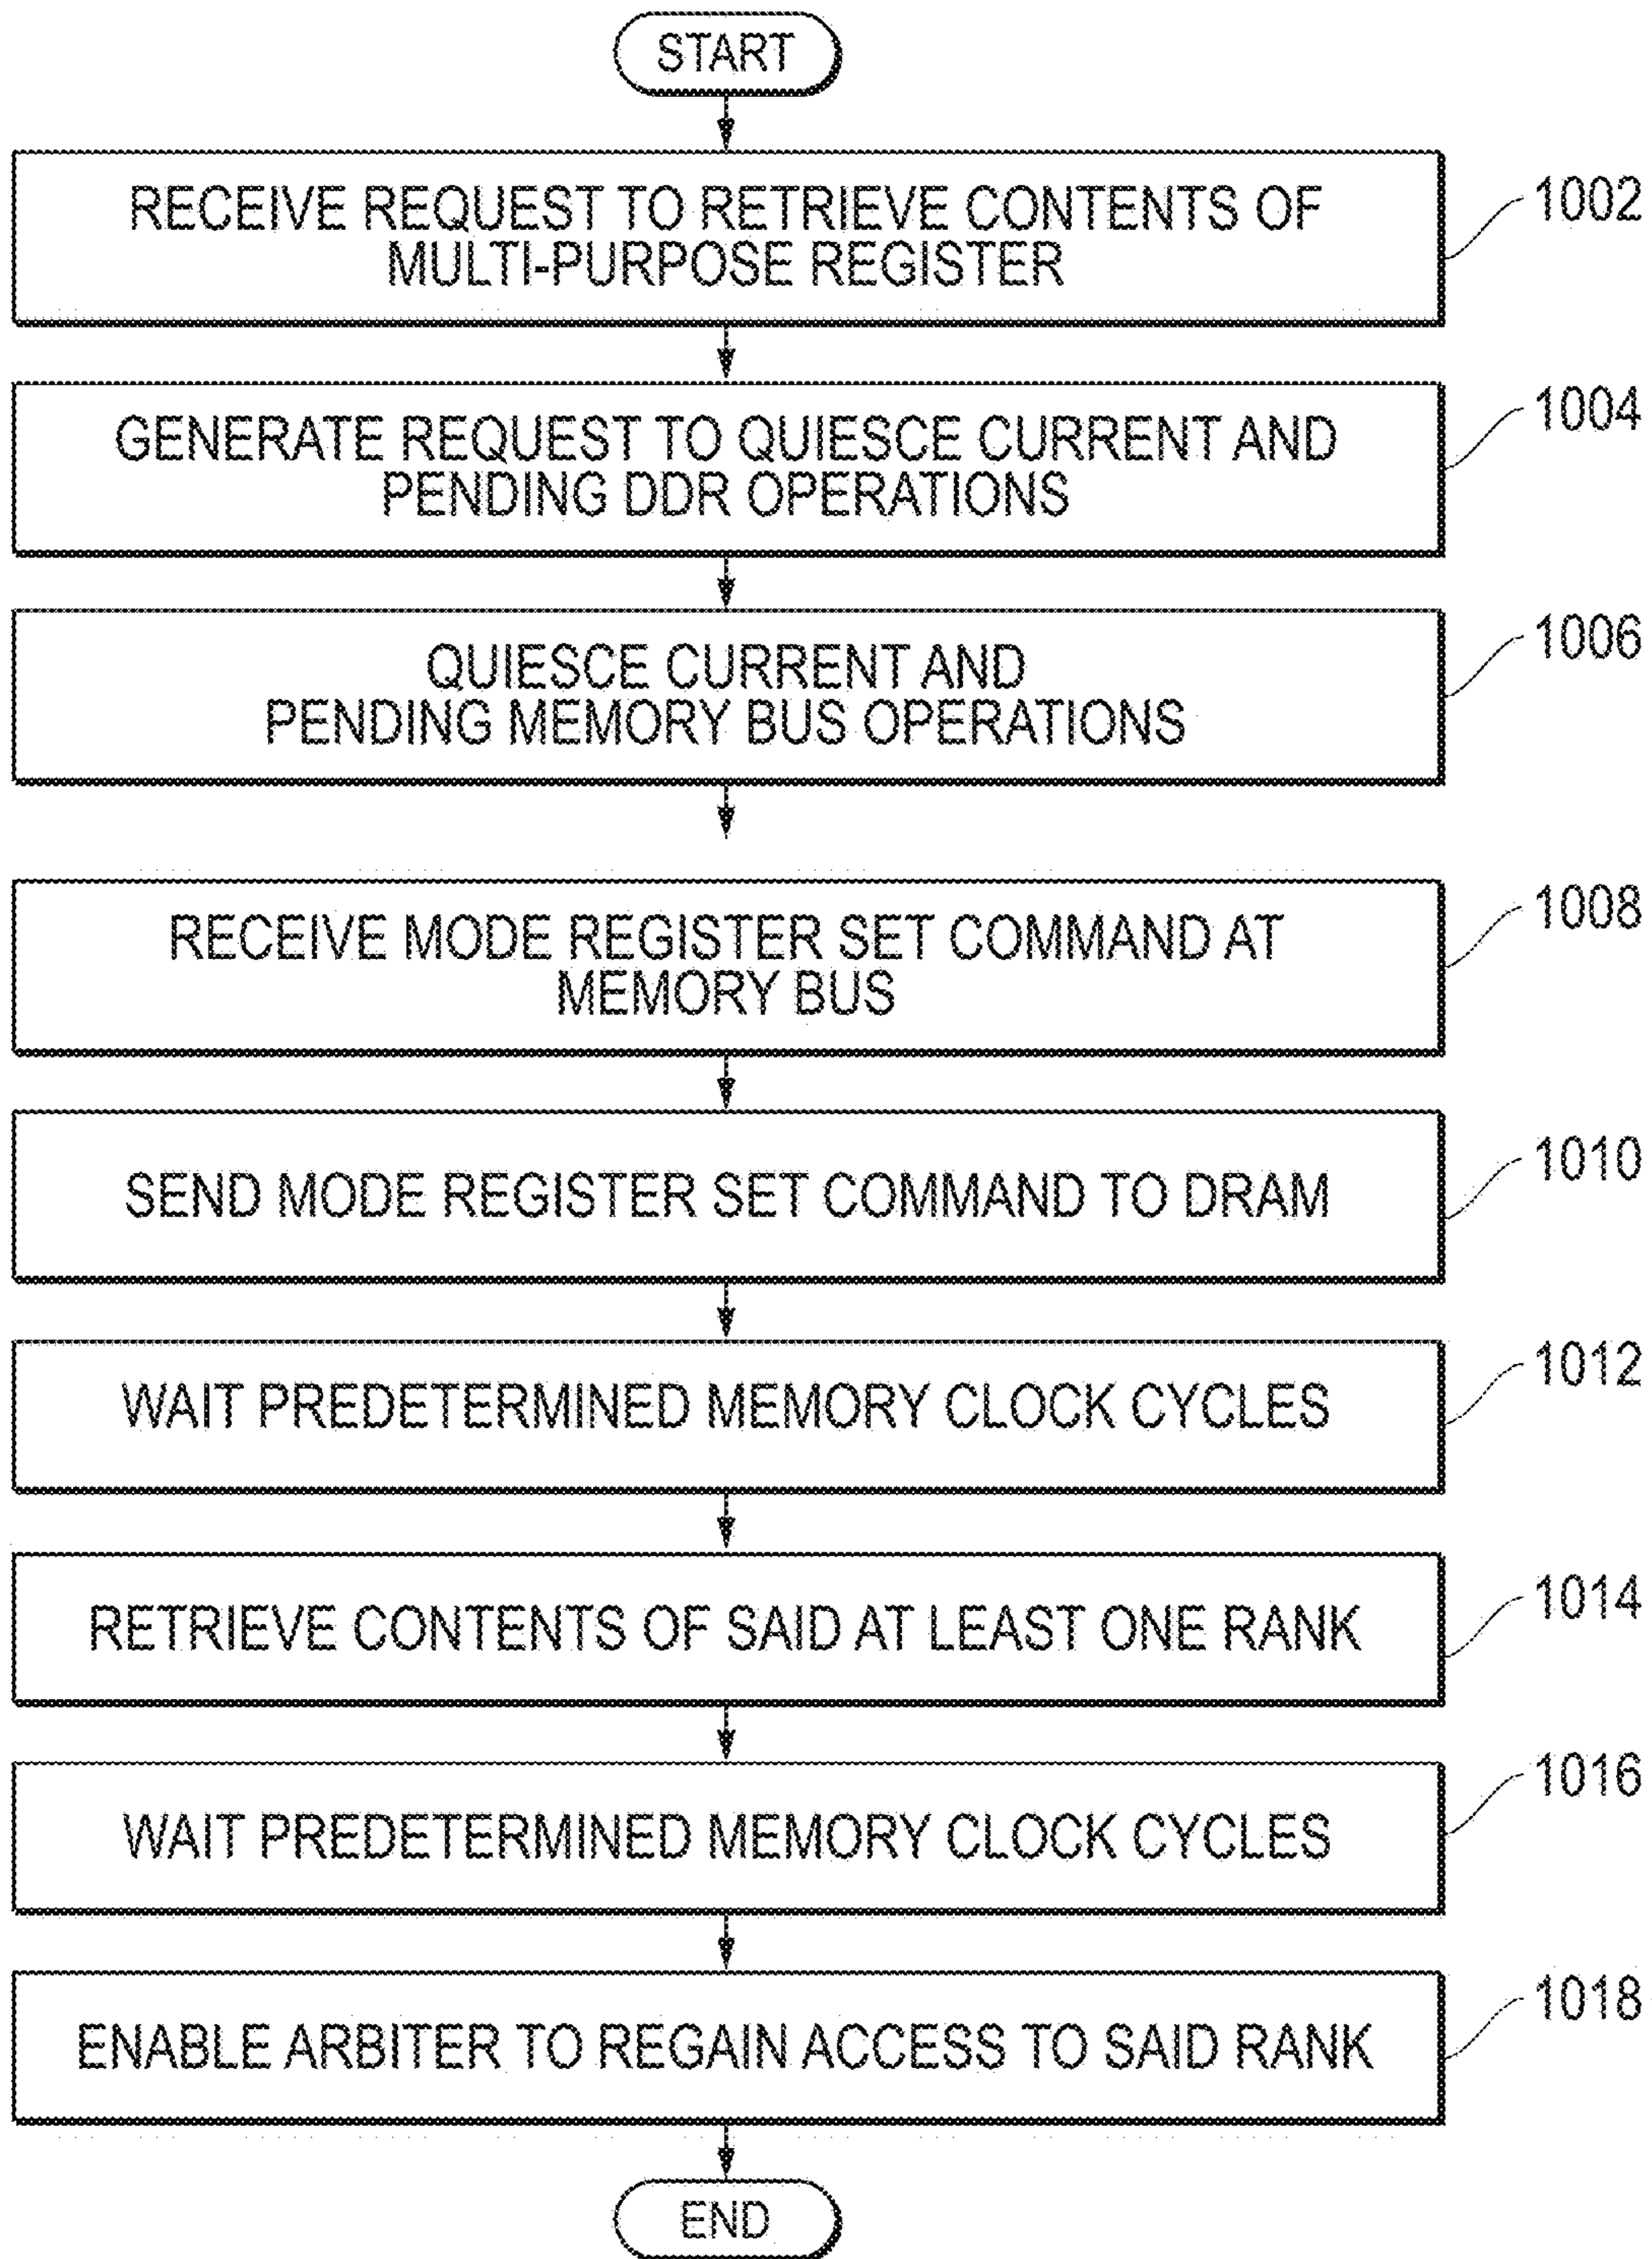 START
RECEIVE REQUEST TO RETRIEVE CONTENTS OF
MULTI-PURPOSE REGISTER
1002
GENERATE REQUEST TO QUIESCE CURRENT AND
PENDING DDR OPERATIONS
1004
QUIESCE CURRENT AND
PENDING MEMORY BUS OPERATIONS
1006
RECEIVE MODE REGISTER SET COMMAND AT
MEMORY BUS
1008
SEND MODE REGISTER SET COMMAND TO DRAM
1010
WAIT PREDETERMINED MEMORY CLOCK CYCLES
1012
RETRIEVE CONTENTS OF SAID AT LEAST ONE RANK
1014
WAIT PREDETERMINED MEMORY CLOCK CYCLES
1016
ENABLE ARBITER TO REGAIN ACCESS TO SAID RANK
1018
END